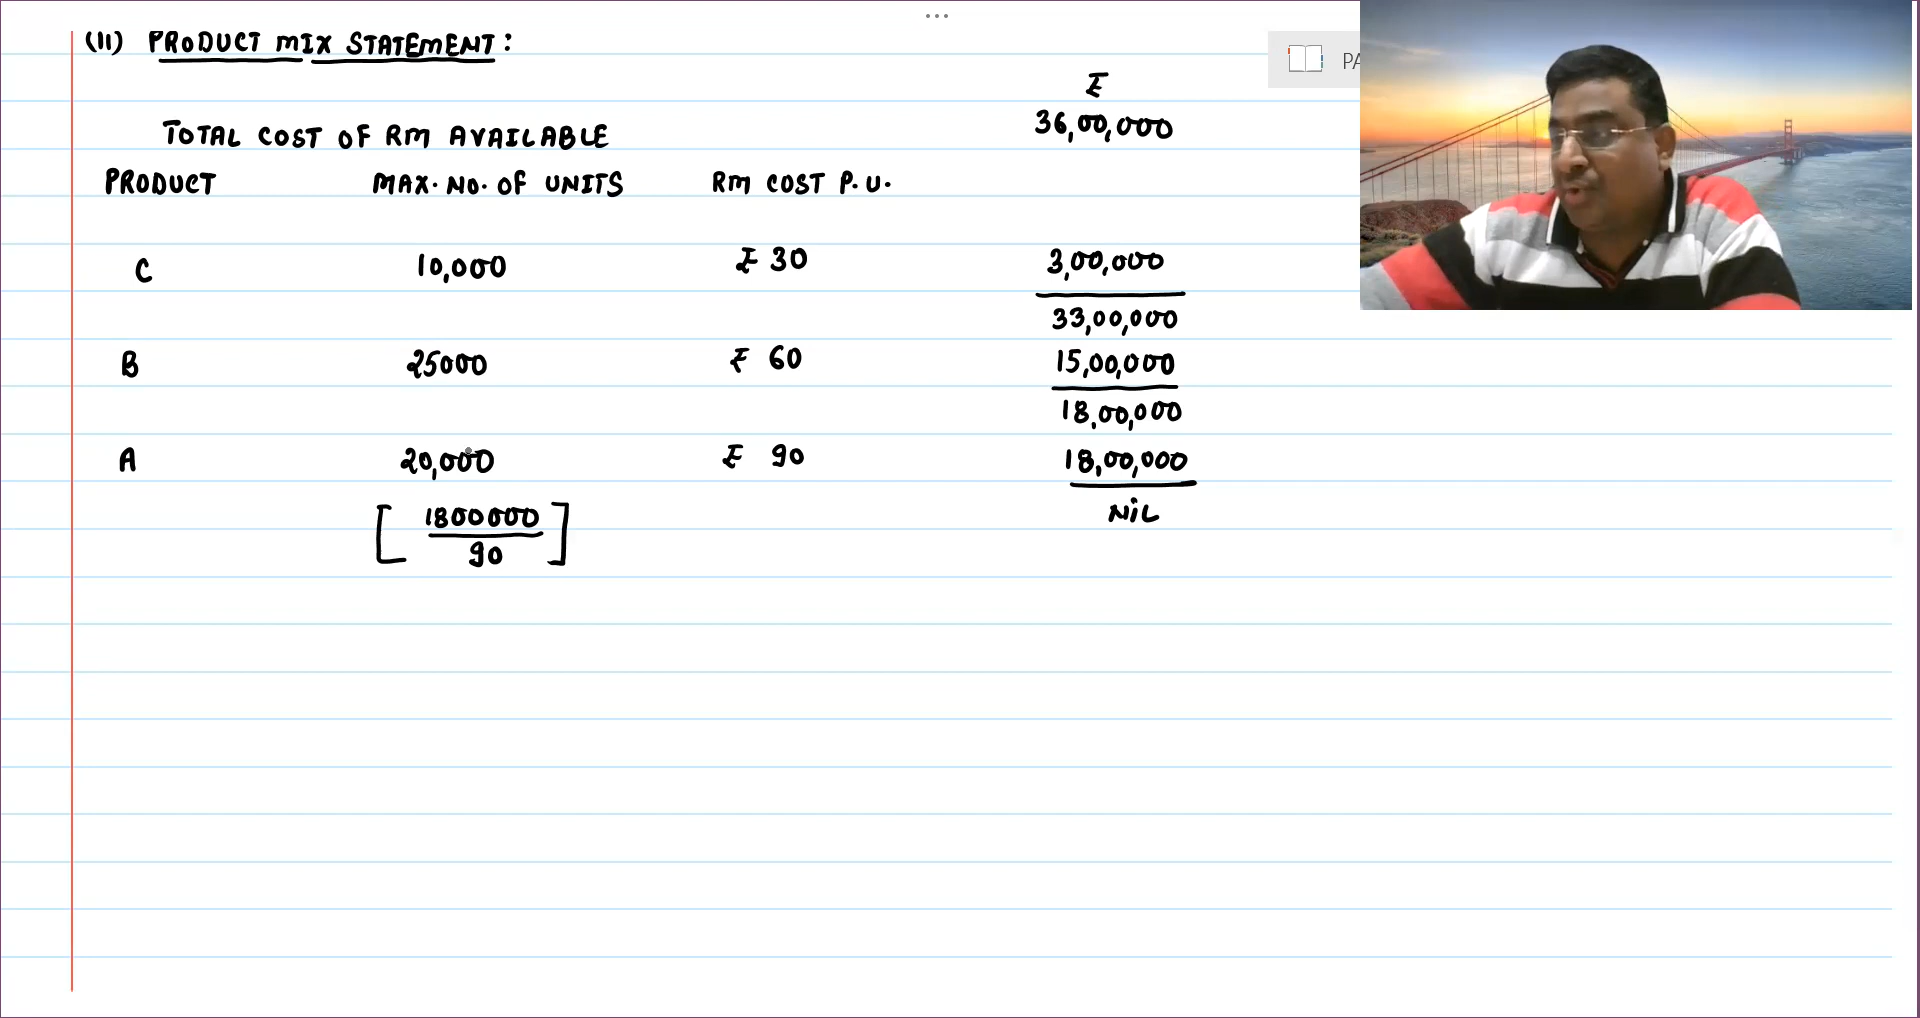 (11) PRODUCT MIX STATEMENT:
PA
₹
TOTAL COST OF RM AVAILABLE 36,00,000
PRODUCT MAX. NO. OF UNITS RM COST P.U.
C 10,000 ₹ 30 3,00,000
33,00,000
B 25000 ₹ 60 15,00,000
18,00,000
A 20,000 ₹ 90 18,00,000
[1800000
90]
NIL